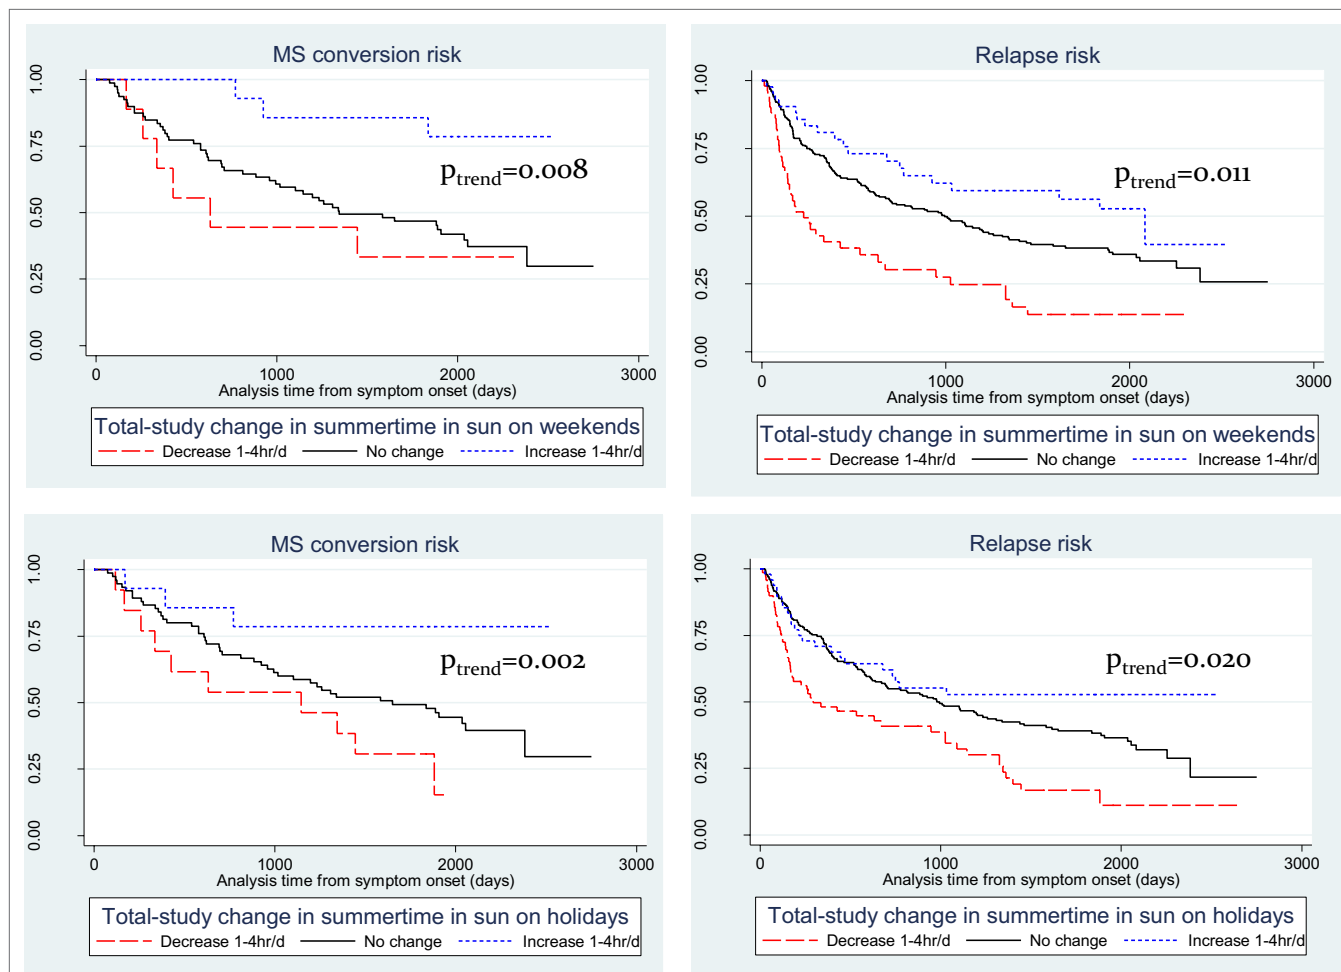 MS conversion risk
1.00
0.75
0.50
0.25
0.00
p_trend=0.008
0 1000 2000 3000
Analysis time from symptom onset (days)
Total-study change in summertime in sun on weekends
Decrease 1-4hr/d No change Increase 1-4hr/d
Relapse risk
1.00
0.75
0.50
0.25
0.00
p_trend=0.011
0 1000 2000 3000
Analysis time from symptom onset (days)
Total-study change in summertime in sun on weekends
Decrease 1-4hr/d No change Increase 1-4hr/d
MS conversion risk
1.00
0.75
0.50
0.25
0.00
p_trend=0.002
0 1000 2000 3000
Analysis time from symptom onset (days)
Total-study change in summertime in sun on holidays
Decrease 1-4hr/d No change Increase 1-4hr/d
Relapse risk
1.00
0.75
0.50
0.25
0.00
p_trend=0.020
0 1000 2000 3000
Analysis time from symptom onset (days)
Total-study change in summertime in sun on holidays
Decrease 1-4hr/d No change Increase 1-4hr/d